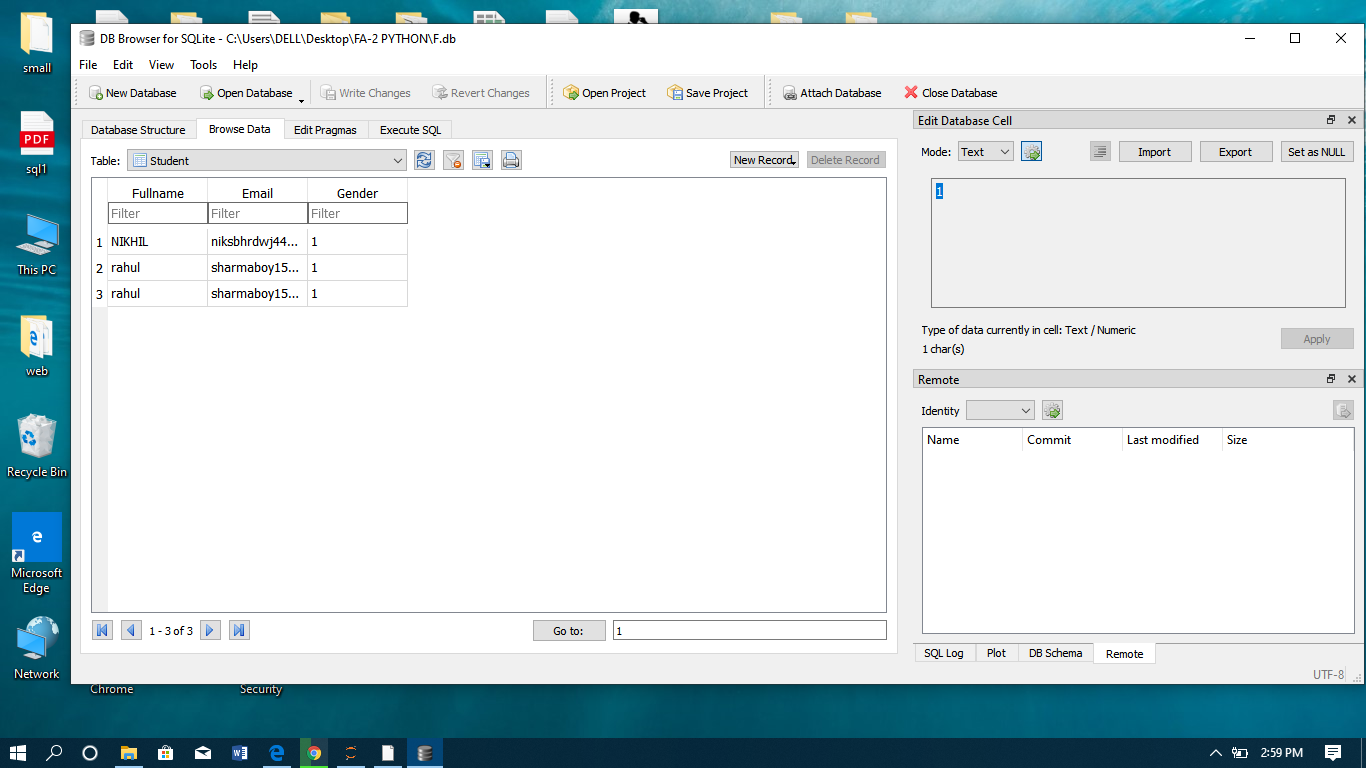 small
PDF
sql1
This PC
web
Recycle Bin
Microsoft
Edge
Network
Chrome
Security
DB Browser for SQLite - C:\Users\DELL\Desktop\FA-2 PYTHON\F.db
File Edit View Tools Help
New Database Open Database Write Changes Revert Changes Open Project Save Project Attach Database Close Database
Database Structure Browse Data Edit Pragmas Execute SQL
Table: Student New Record Delete Record
Fullname Email Gender
Filter Filter Filter
1 NIKHIL niksbhrdwj44... 1
2 rahul sharmaboy15... 1
3 rahul sharmaboy15... 1
1 - 3 of 3 Go to: 1
Edit Database Cell
Mode: Text Import Export Set as NULL
1
Type of data currently in cell: Text / Numeric
1 char(s)
Apply
Remote
Identity
Name Commit Last modified Size
SQL Log Plot DB Schema Remote
UTF-8
2:59 PM